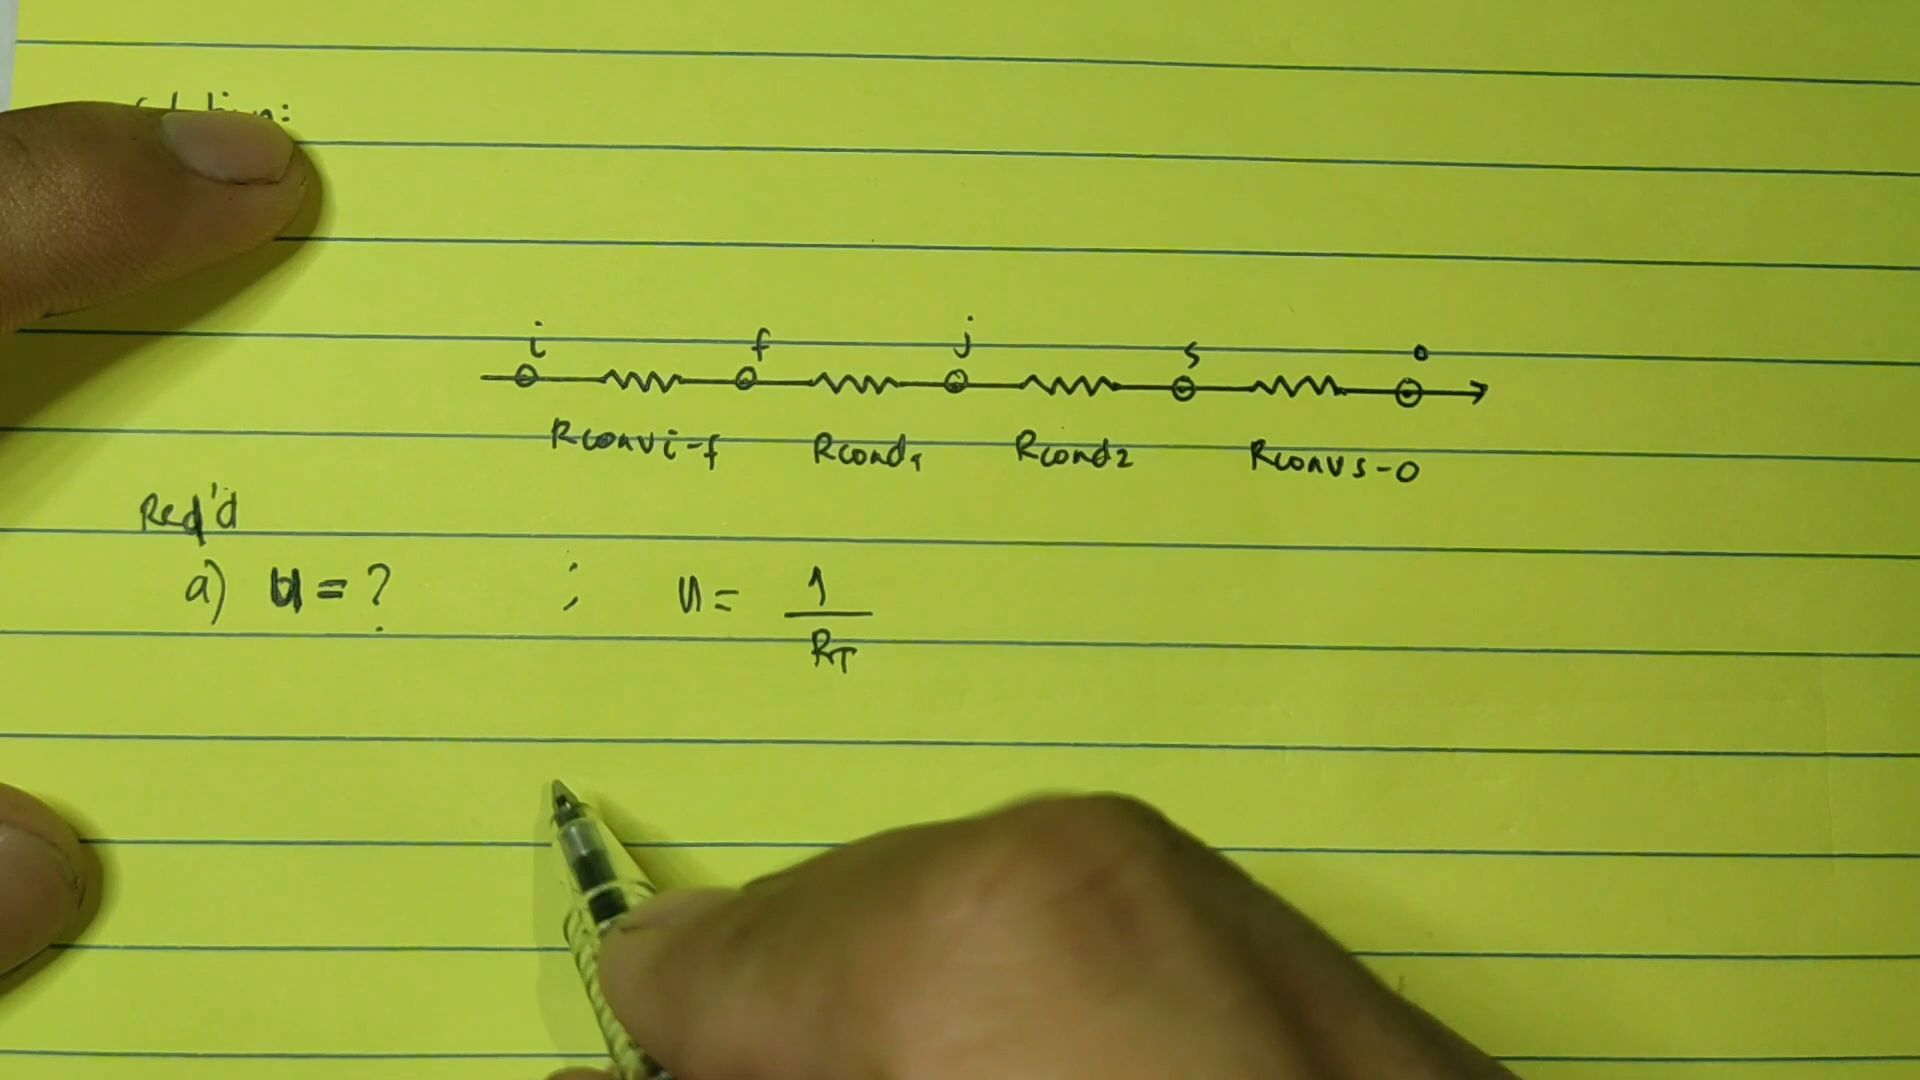 i f j s o
Rconvi-f Rcond1 Rcond2 Rconvs-o
Req'd
a) u = ? ; u = 1
RT